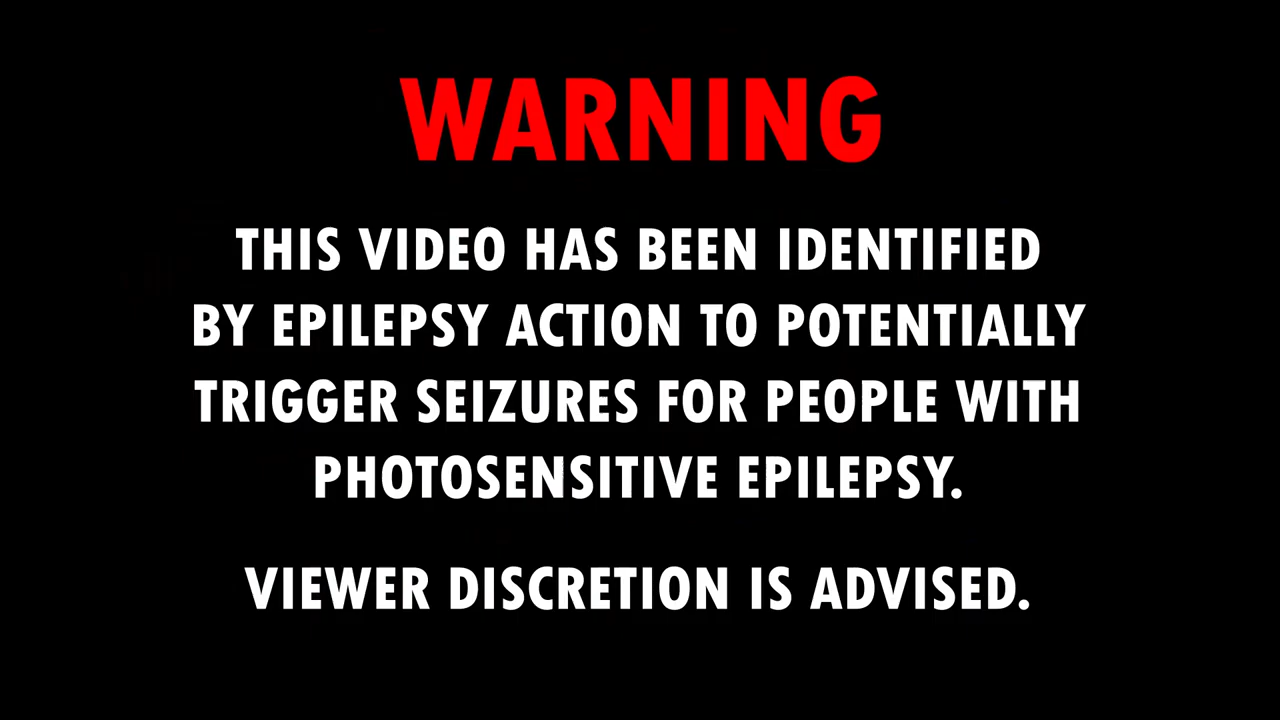 WARNING
THIS VIDEO HAS BEEN IDENTIFIED
BY EPILEPSY ACTION TO POTENTIALLY
TRIGGER SEIZURES FOR PEOPLE WITH
PHOTOSENSITIVE EPILEPSY.
VIEWER DISCRETION IS ADVISED.